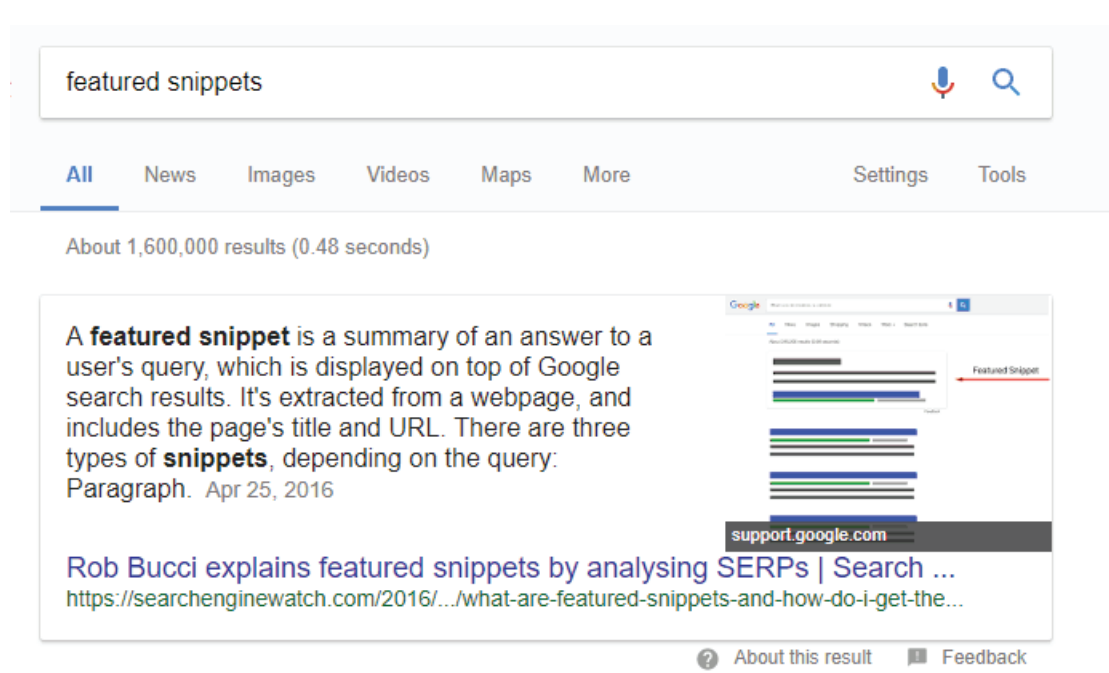 featured snippets
All News Images Videos Maps More Settings Tools
About 1,600,000 results (0.48 seconds)
A featured snippet is a summary of an answer to a
user's query, which is displayed on top of Google
search results. It's extracted from a webpage, and
includes the page's title and URL. There are three
types of snippets, depending on the query:
Paragraph. Apr 25, 2016
Google
Featured Snippet
support.google.com
Rob Bucci explains featured snippets by analysing SERPs | Search ...
https://searchenginewatch.com/2016/.../what-are-featured-snippets-and-how-do-i-get-the...
About this result Feedback